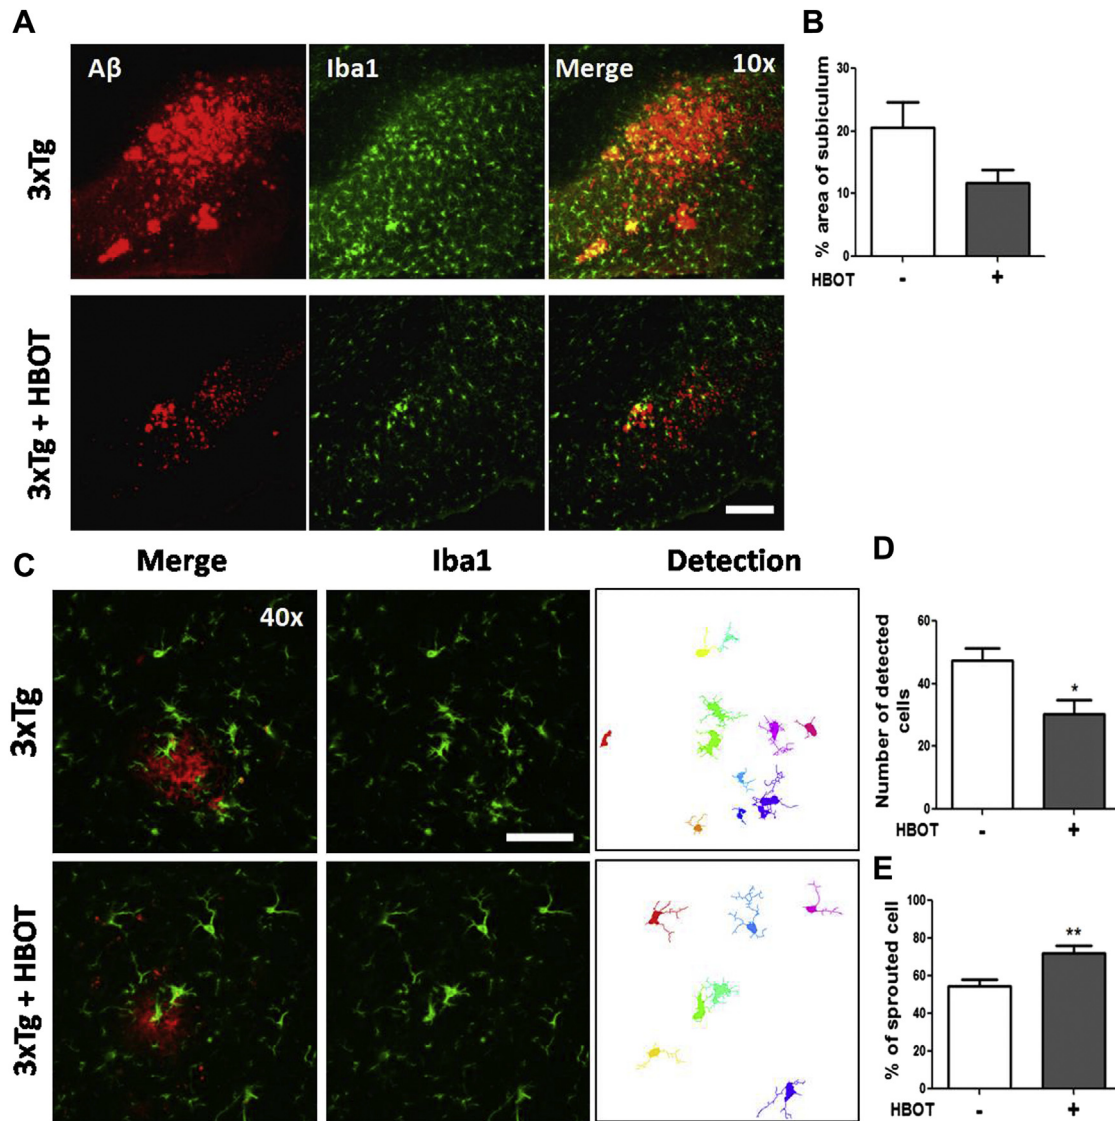 A
Aβ
Iba1
Merge
10x
3xTg
3xTg + HBOT
B
% area of subiculum
30
20
10
0
HBOT
-
+
C
Merge
Iba1
Detection
40x
3xTg
3xTg + HBOT
D
Number of detected
cells
60
40
20
0
*
HBOT
-
+
E
% of sprouted cell
100
80
60
40
20
0
**
HBOT
-
+